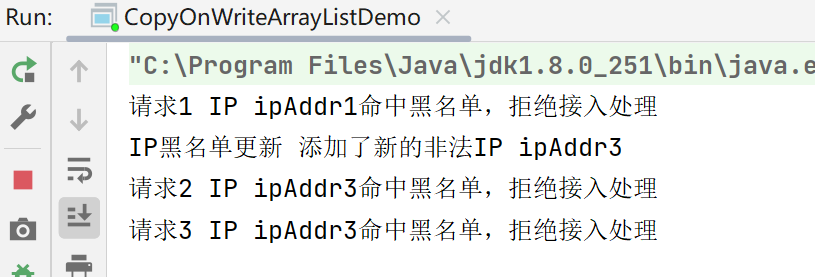 Run: CopyOnWriteArrayListDemo
"C:\Program Files\Java\jdk1.8.0_251\bin\java.e
请求1 IP ipAddr1命中黑名单，拒绝接入处理
IP黑名单更新 添加了新的非法IP ipAddr3
请求2 IP ipAddr3命中黑名单，拒绝接入处理
请求3 IP ipAddr3命中黑名单，拒绝接入处理